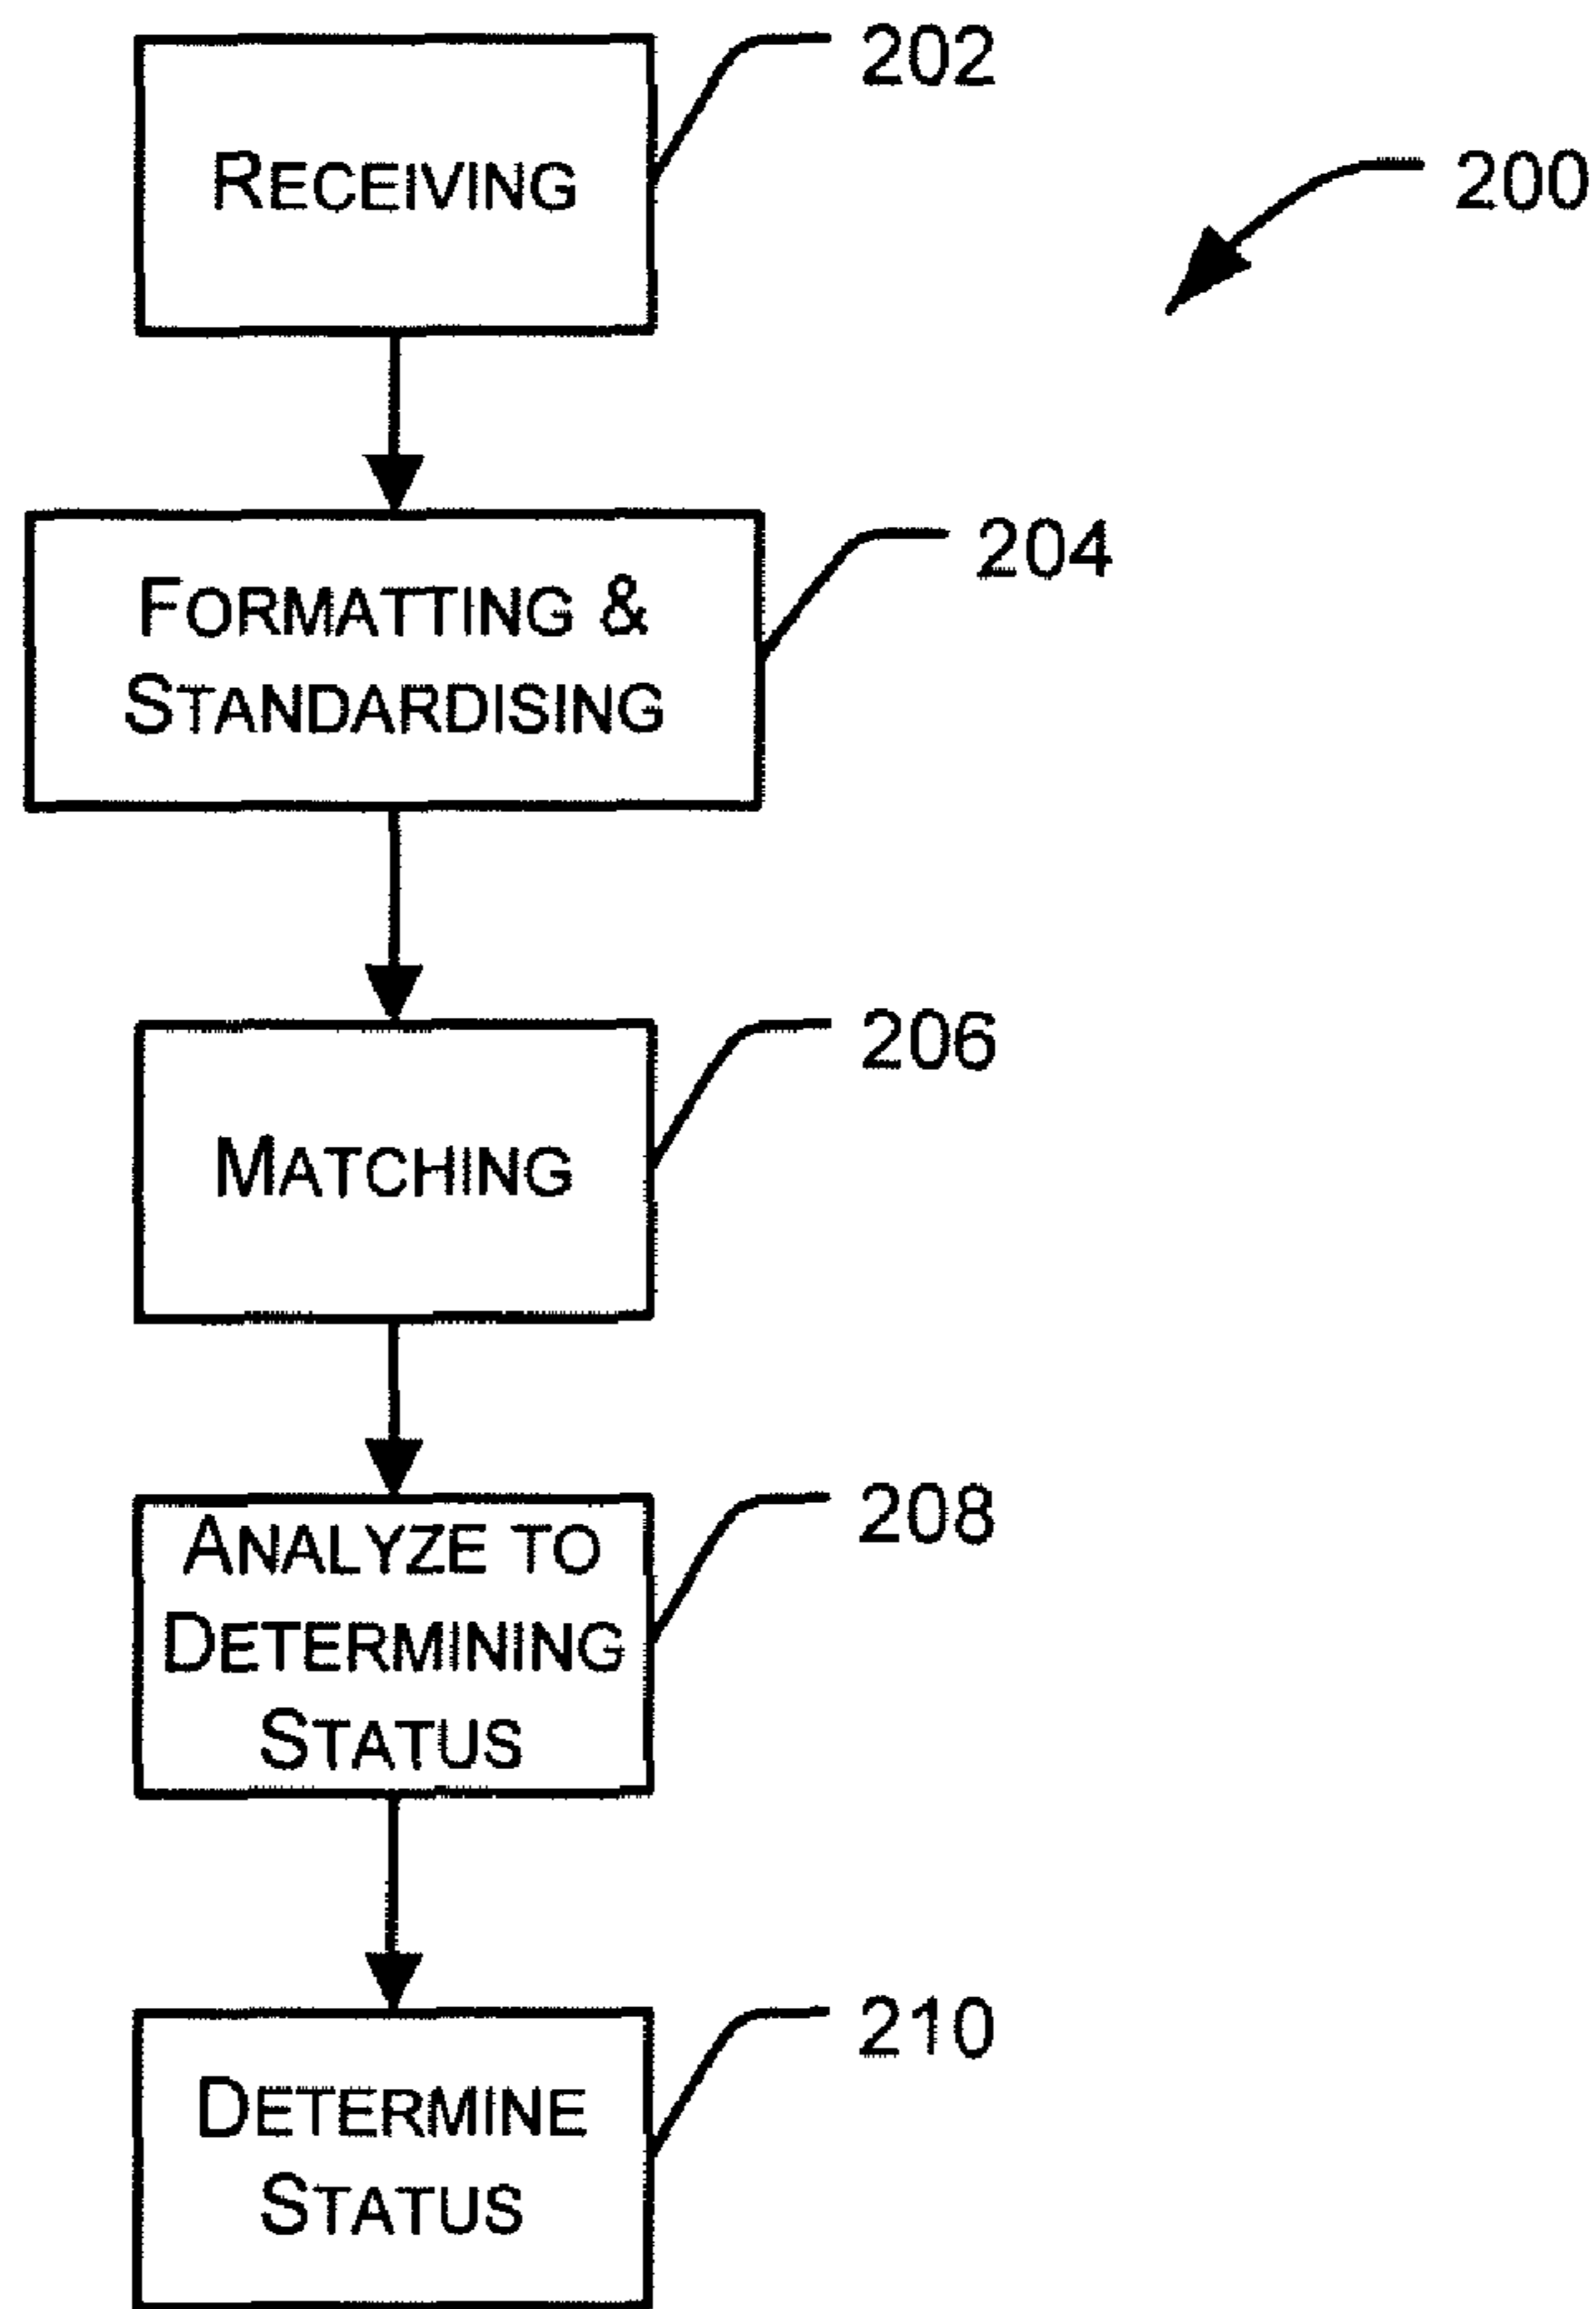 202
RECEIVING
200
204
FORMATTING &
STANDARDISING
206
MATCHING
208
ANALYZE TO
DETERMINING
STATUS
210
DETERMINE
STATUS